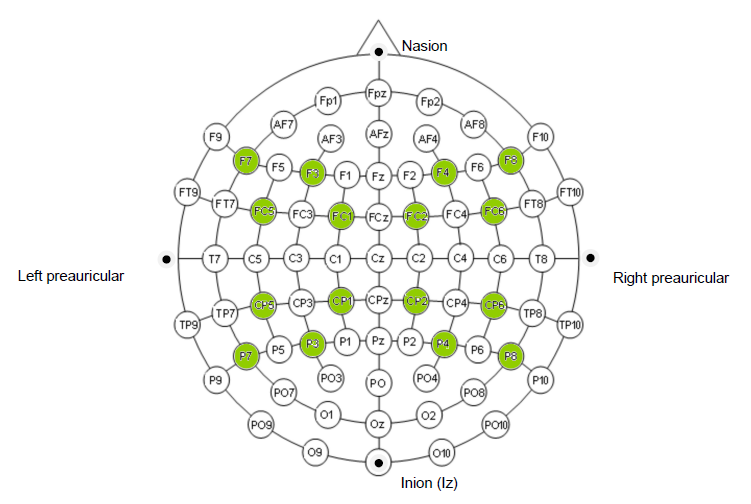 Nasion
Fp1 Fpz Fp2
AF7 AF3 AFz AF4 AF8
F9 F7 F5 F3 F1 Fz F2 F4 F6 F8 F10
FT9 FT7 FC5 FC3 FC1 FCz FC2 FC4 FC6 FT8 FT10
T7 C5 C3 C1 Cz C2 C4 C6 T8
Left preauricular
Right preauricular
TP9 TP7 CP5 CP3 CP1 CPz CP2 CP4 CP6 TP8 TP10
P9 P7 P5 P3 P1 Pz P2 P4 P6 P8 P10
PO7 PO3 PO PO4 PO8
PO9 O1 Oz O2 PO10
O9 O10
Inion (Iz)